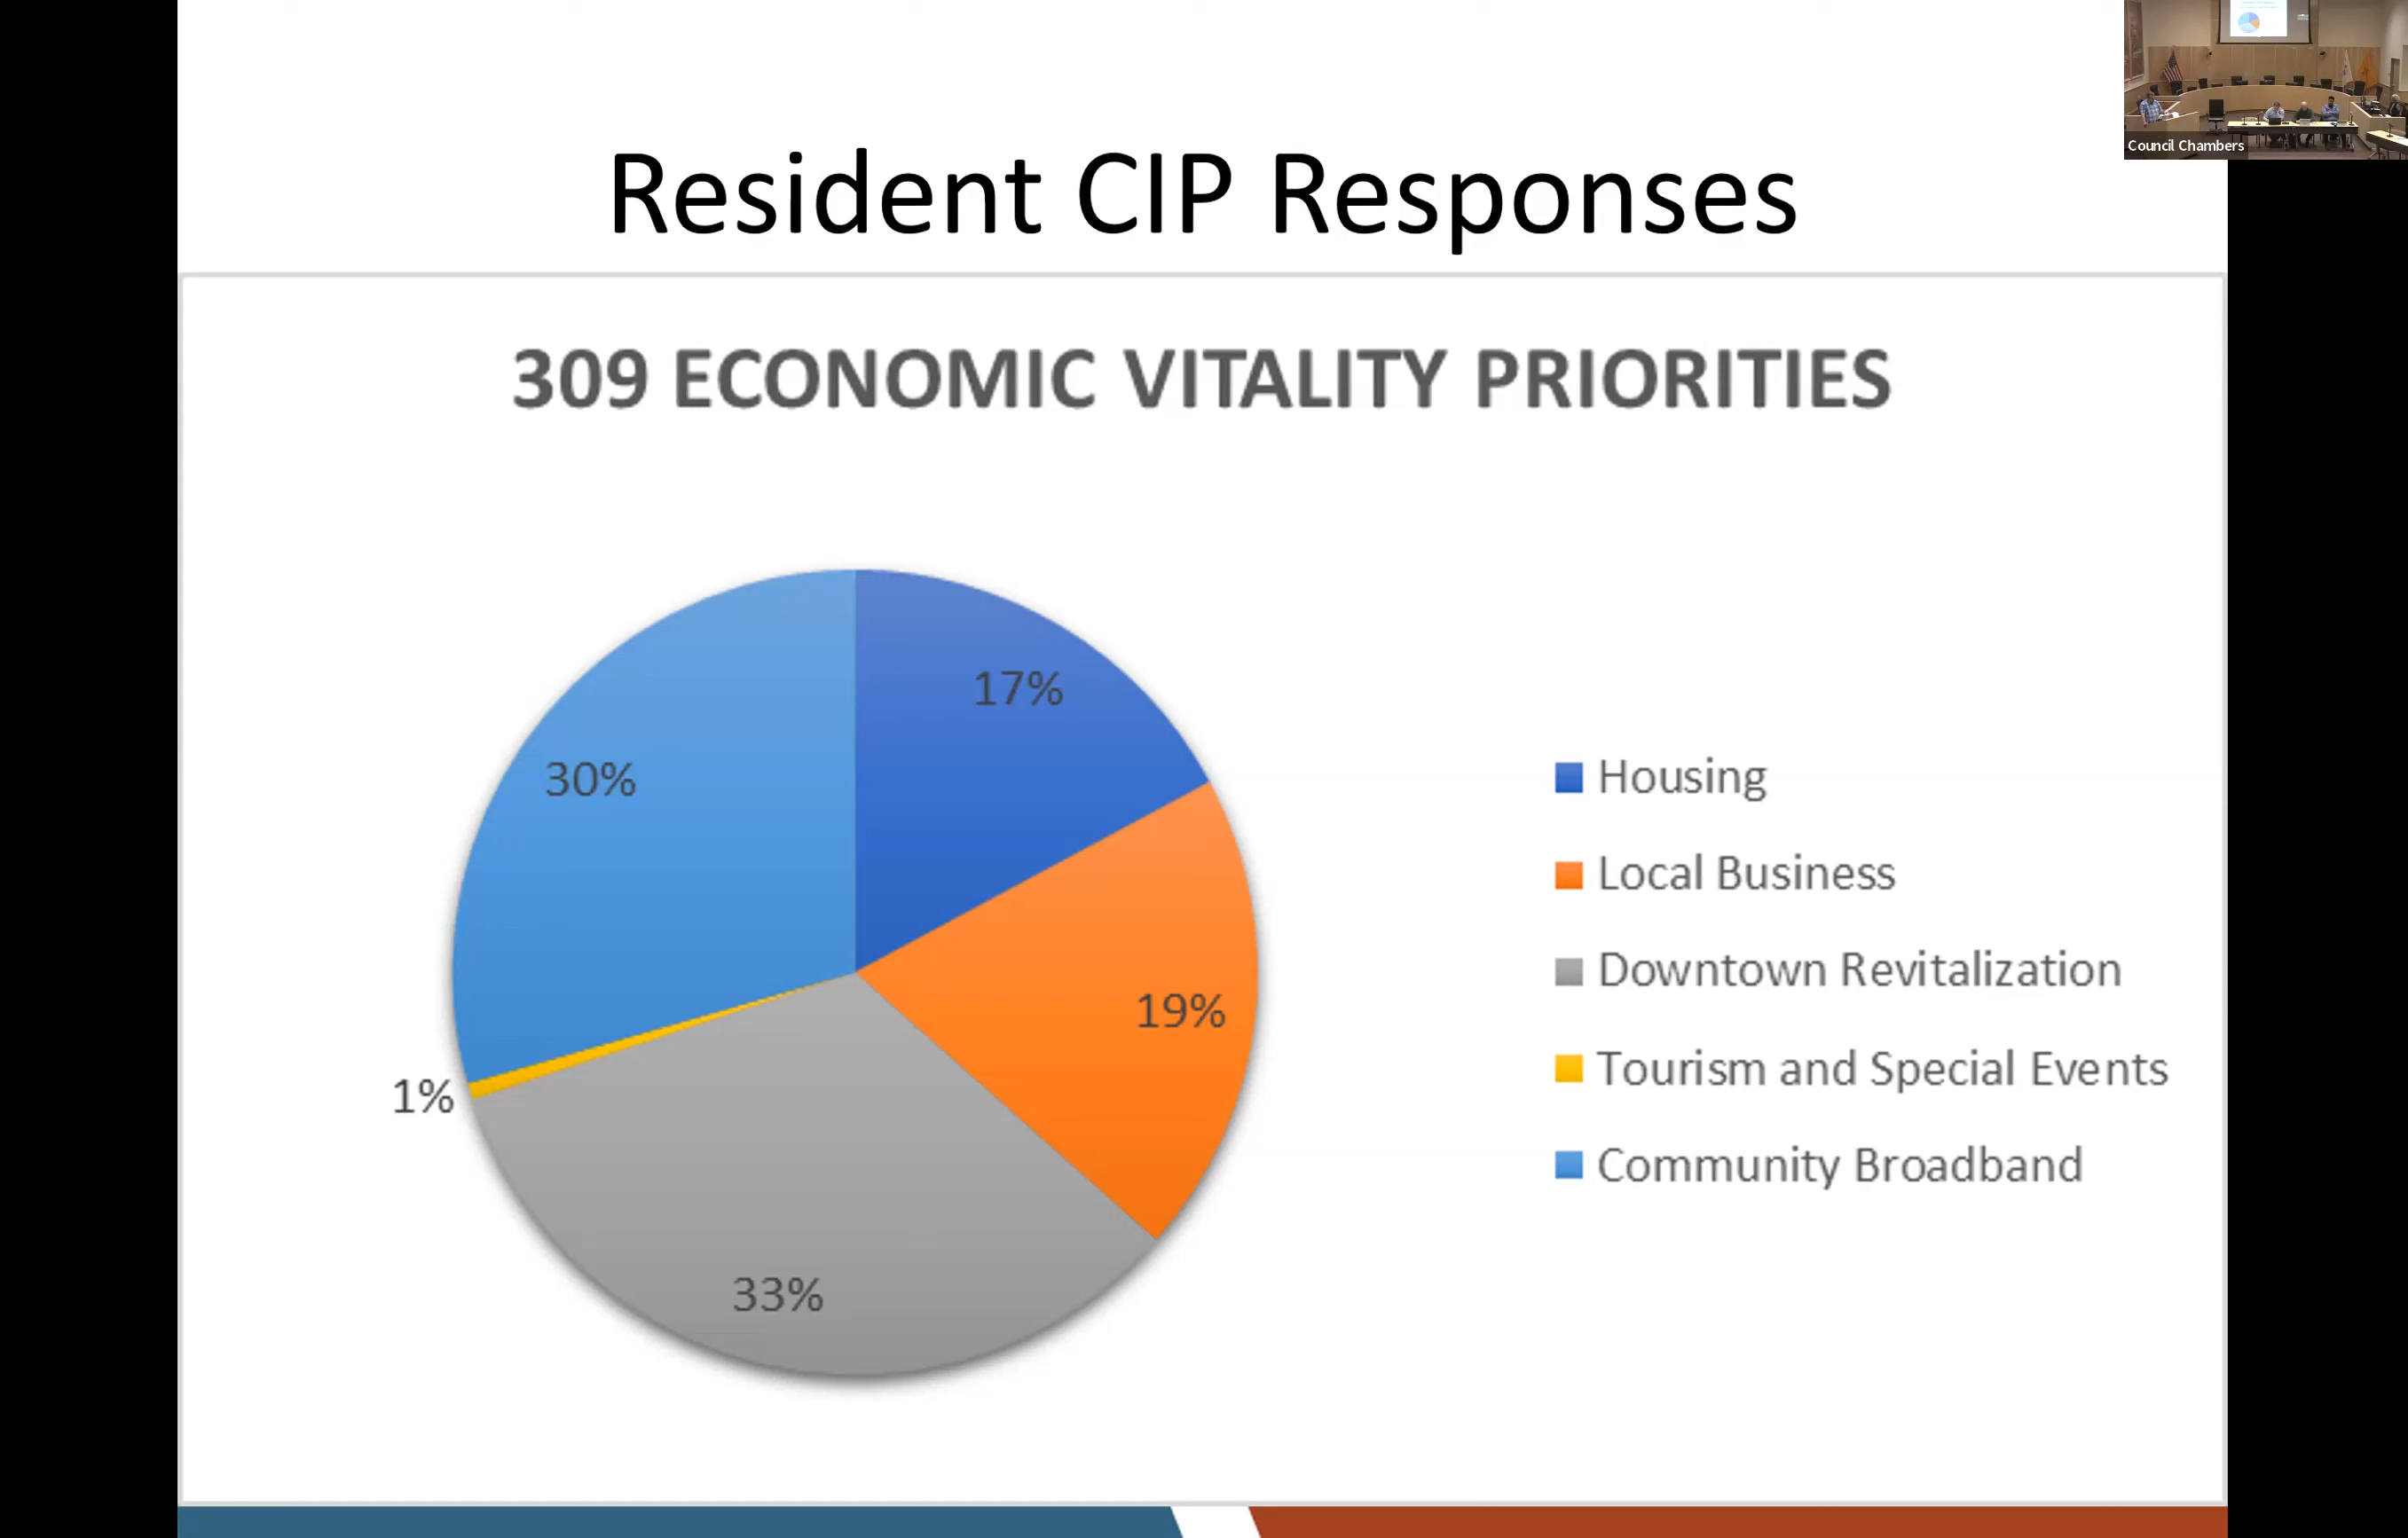 Council Chambers
Resident CIP Responses
309 ECONOMIC VITALITY PRIORITIES
17%
30%
19%
1%
33%
Housing
Local Business
Downtown Revitalization
Tourism and Special Events
Community Broadband